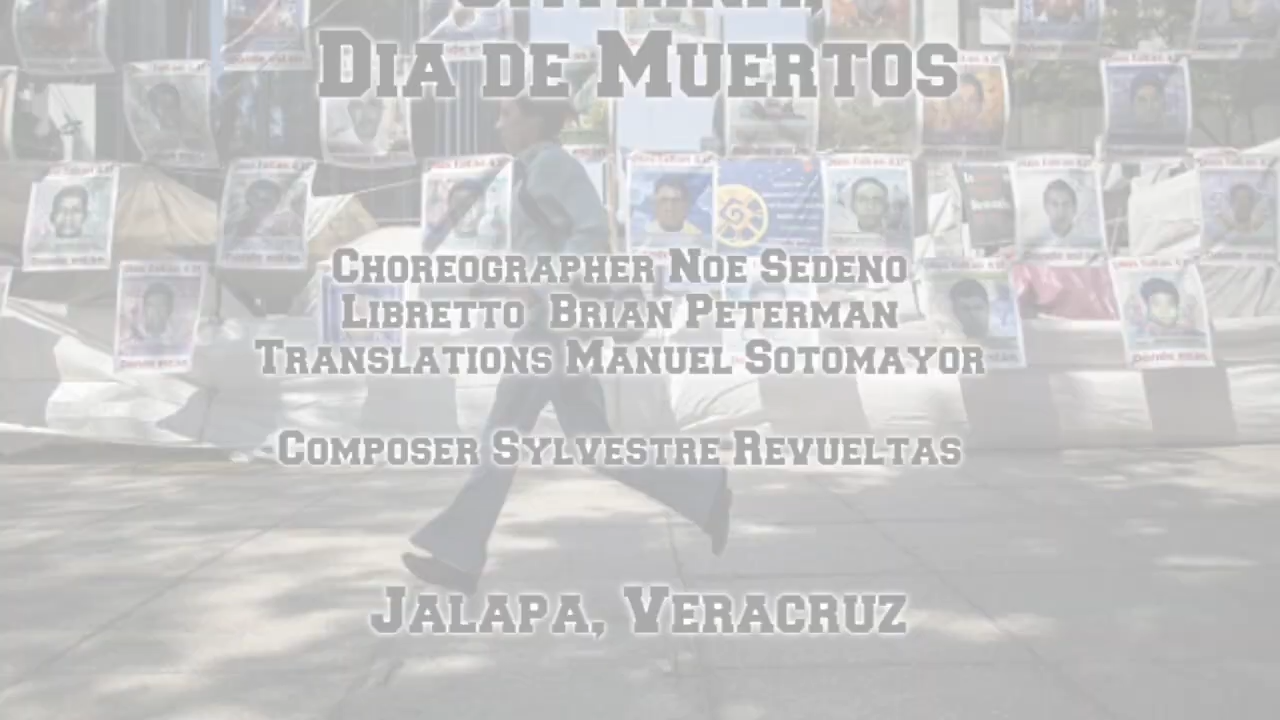 DIA DE MUERTOS
CHOREOGRAPHER NOE SEDENO
LIBRETTO BRIAN PETERMAN
TRANSLATIONS MANUEL SOTOMAYOR
COMPOSER SYLVESTRE REVUELTAS
JALAPA, VERACRUZ